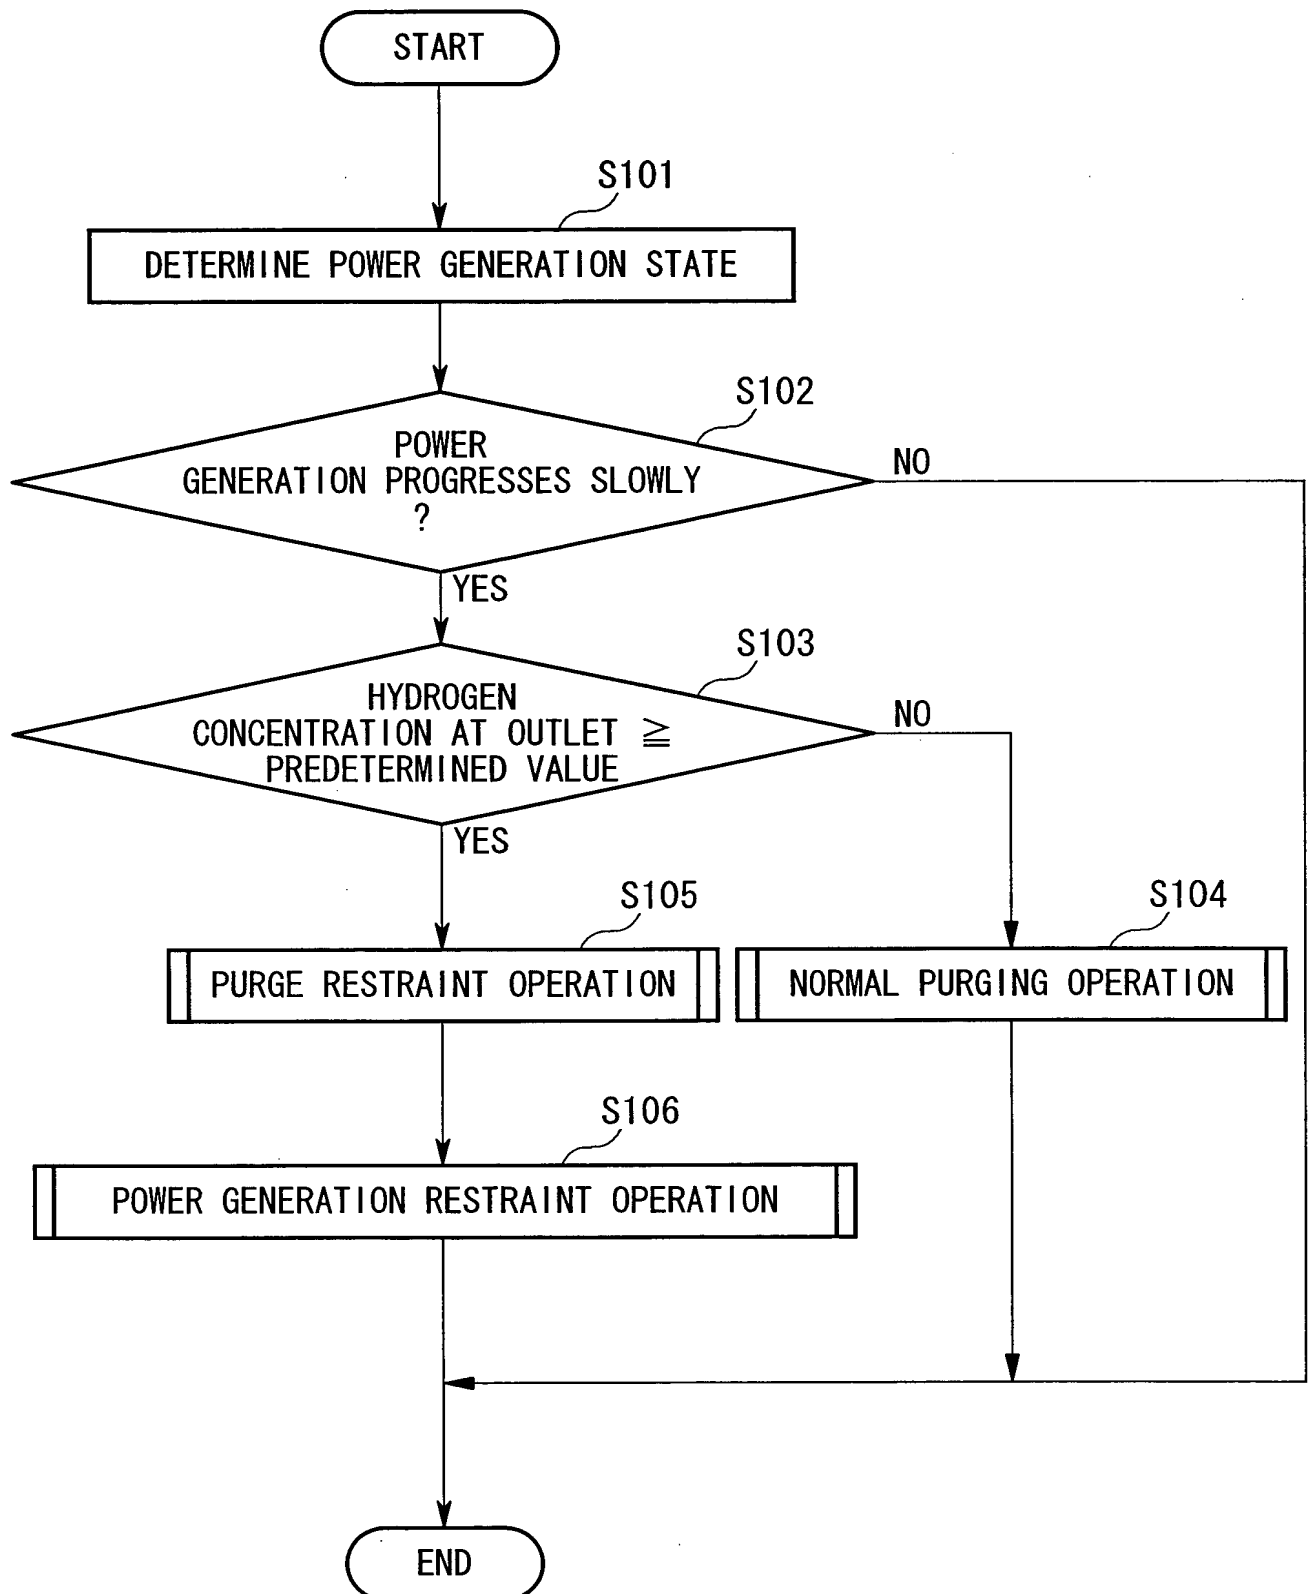 START
S101
DETERMINE POWER GENERATION STATE
S102
POWER
GENERATION PROGRESSES SLOWLY
?
NO
YES
S103
HYDROGEN
CONCENTRATION AT OUTLET ≧
PREDETERMINED VALUE
NO
YES
S105
PURGE RESTRAINT OPERATION
S104
NORMAL PURGING OPERATION
S106
POWER GENERATION RESTRAINT OPERATION
END